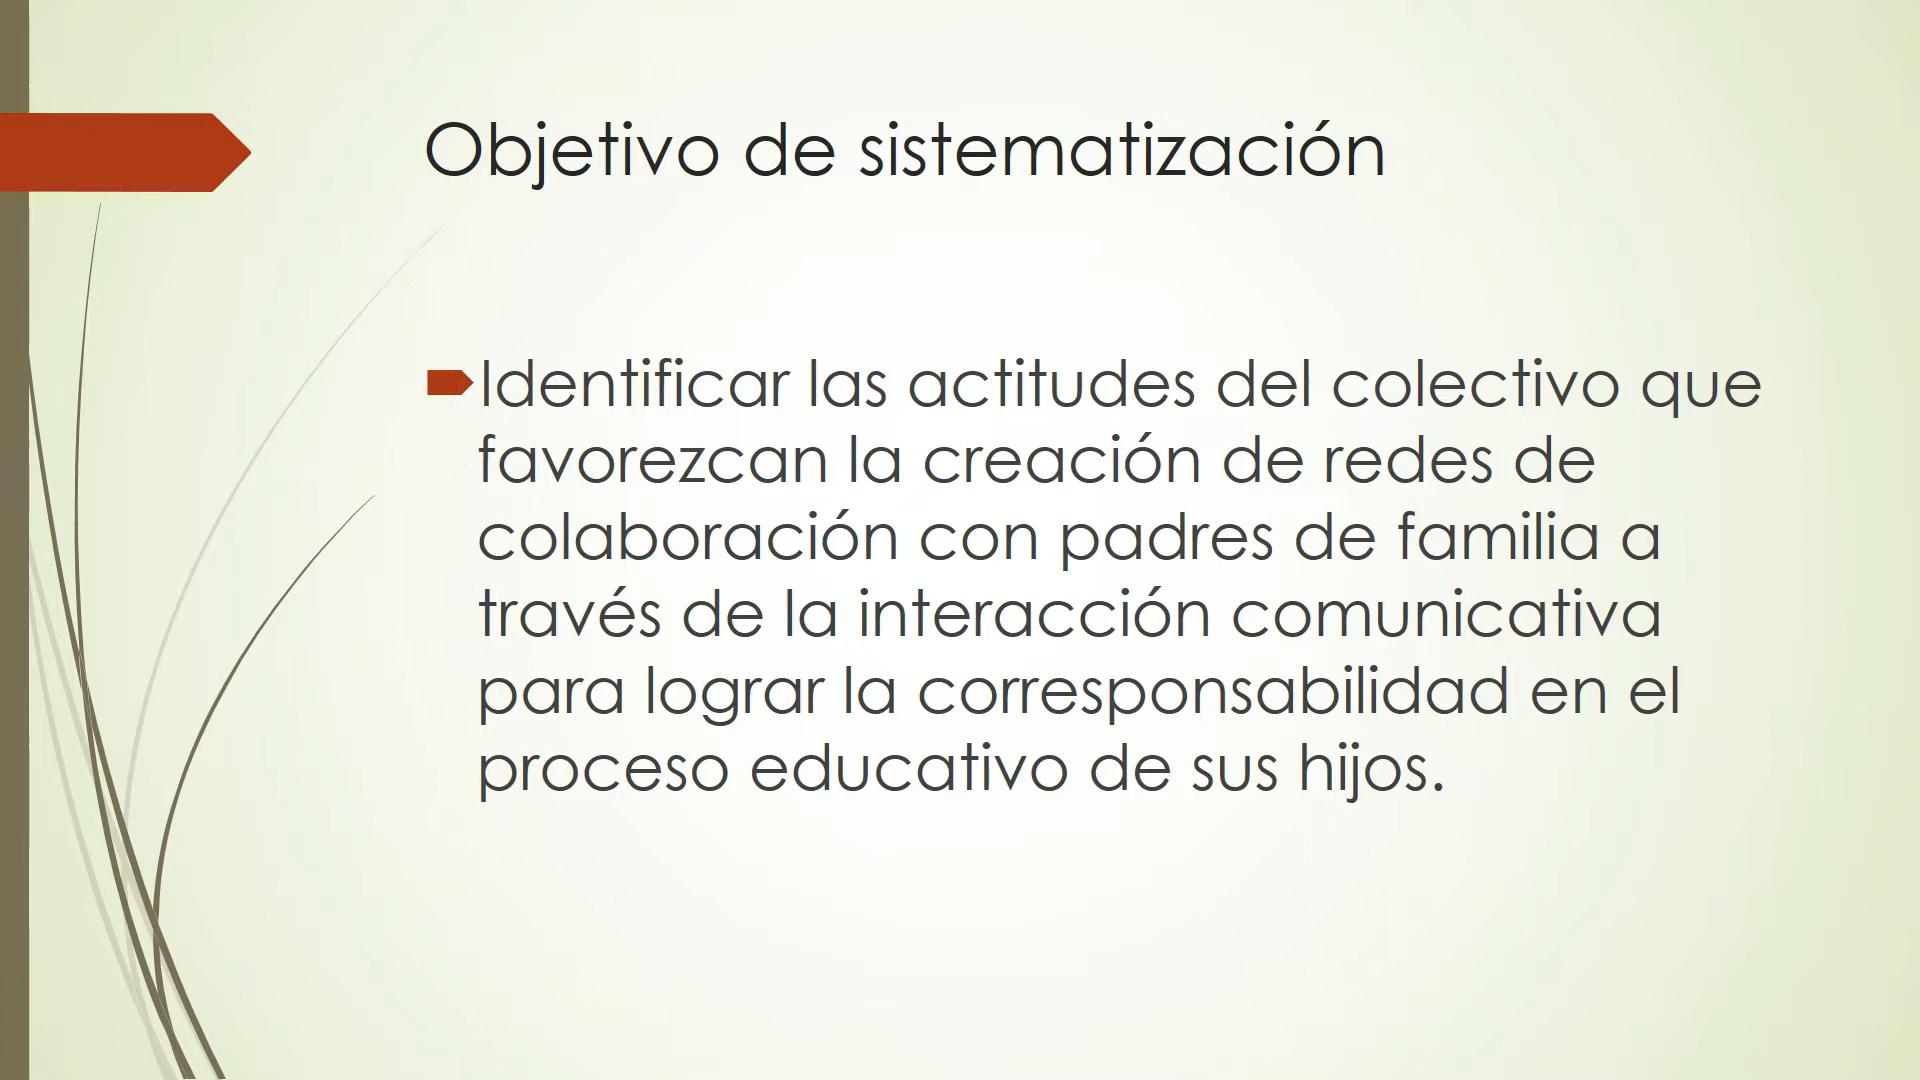 Objetivo de sistematización
Identificar las actitudes del colectivo que
favorezcan la creación de redes de
colaboración con padres de familia a
través de la interacción comunicativa
para lograr la corresponsabilidad en el
proceso educativo de sus hijos.